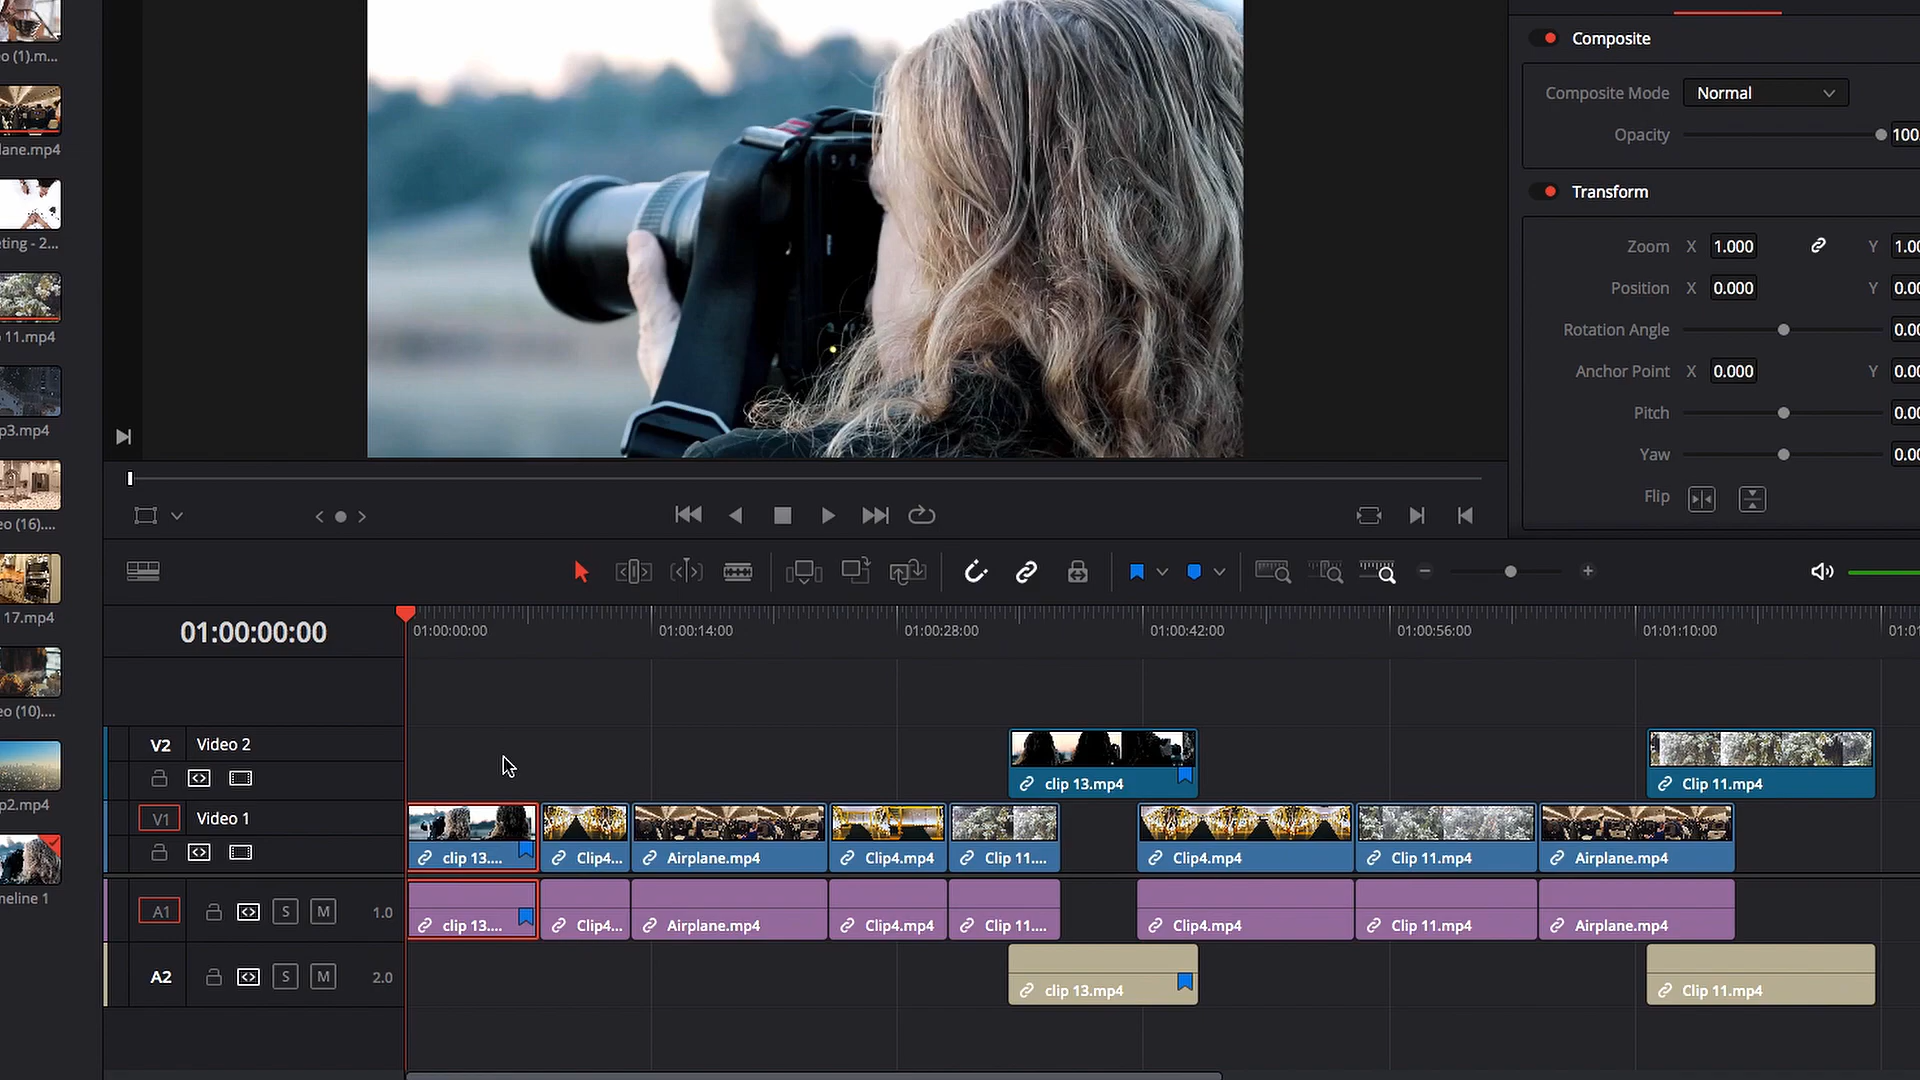 o (1).m...
lane.mp4
ting - 2...
11.mp4
p3.mp4
eo (16)....
17.mp4
eo (10)....
p2.mp4
neline 1
Composite
Composite Mode Normal
Opacity 100.
Transform
Zoom X 1.000 Y 1.00
Position X 0.000 Y 0.00
Rotation Angle 0.00
Anchor Point X 0.000 Y 0.00
Pitch 0.00
Yaw 0.00
Flip
01:00:00:00
01:00:00:00 01:00:14:00 01:00:28:00 01:00:42:00 01:00:56:00 01:01:10:00 01:01
V2 Video 2
clip 13.mp4 Clip 11.mp4
V1 Video 1
clip 13.... Clip4... Airplane.mp4 Clip4.mp4 Clip 11.... Clip4.mp4 Clip 11.mp4 Airplane.mp4
A1 S M 1.0
clip 13.... Clip4... Airplane.mp4 Clip4.mp4 Clip 11.... Clip4.mp4 Clip 11.mp4 Airplane.mp4
A2 S M 2.0
clip 13.mp4 Clip 11.mp4